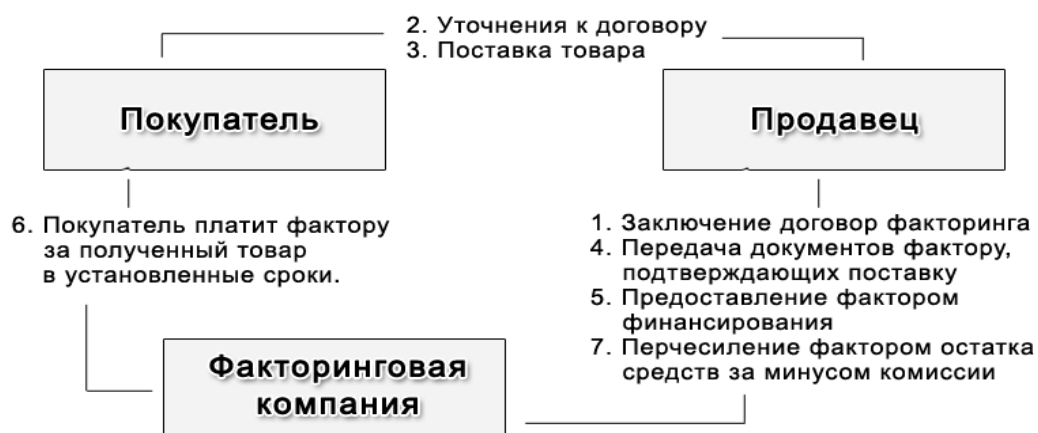 2. Уточнения к договору
3. Поставка товара
Покупатель
Продавец
6. Покупатель платит фактору
за полученный товар
в установленные сроки.
1. Заключение договор факторинга
4. Передача документов фактору,
подтверждающих поставку
5. Предоставление фактором
финансирования
7. Перчесиление фактором остатка
средств за минусом комиссии
Факторинговая
компания